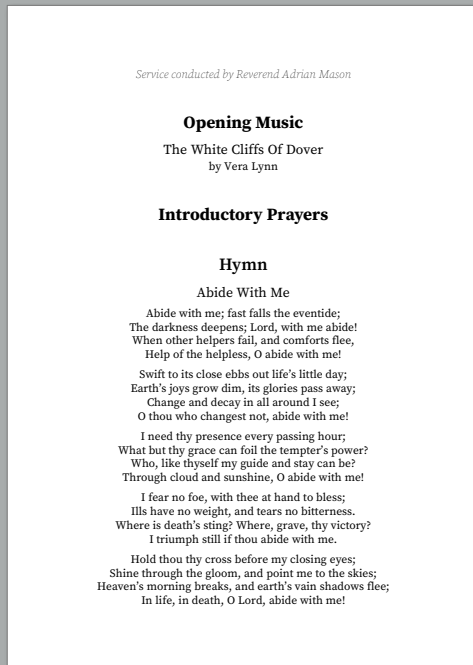 Service conducted by Reverend Adrian Mason
Opening Music
The White Cliffs Of Dover
by Vera Lynn
Introductory Prayers
Hymn
Abide With Me
Abide with me; fast falls the eventide;
The darkness deepens; Lord, with me abide!
When other helpers fail, and comforts flee,
Help of the helpless, O abide with me!
Swift to its close ebbs out life’s little day;
Earth’s joys grow dim, its glories pass away;
Change and decay in all around I see;
O thou who changest not, abide with me!
I need thy presence every passing hour;
What but thy grace can foil the tempter’s power?
Who, like thyself my guide and stay can be?
Through cloud and sunshine, O abide with me!
I fear no foe, with thee at hand to bless;
Ills have no weight, and tears no bitterness.
Where is death’s sting? Where, grave, thy victory?
I triumph still if thou abide with me.
Hold thou thy cross before my closing eyes;
Shine through the gloom, and point me to the skies;
Heaven’s morning breaks, and earth’s vain shadows flee;
In life, in death, O Lord, abide with me!